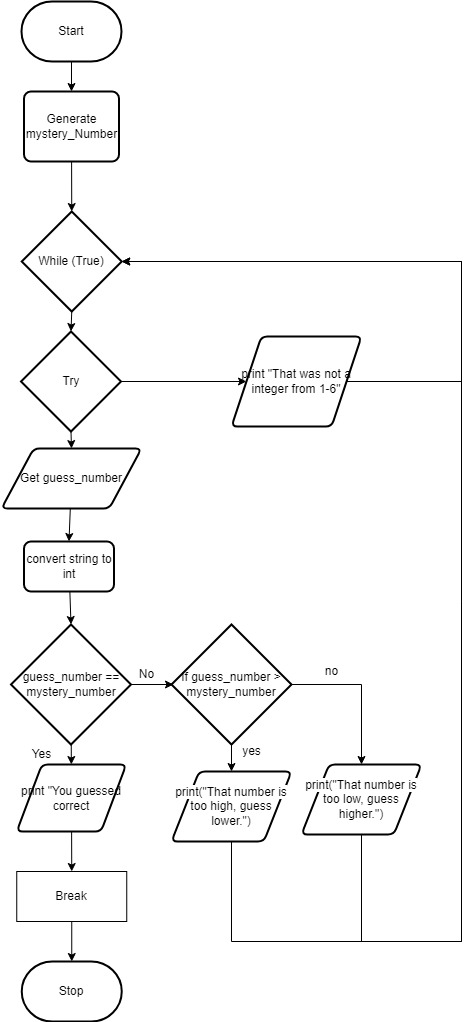 Start
Generate
mystery_Number
While (True)
Try
print "That was not a
integer from 1-6"
Get guess_number
convert string to
int
guess_number ==
mystery_number
No
if guess_number >
mystery_number
no
Yes
yes
print "You guessed
correct
print("That number is
too high, guess
lower.")
print("That number is
too low, guess
higher.")
Break
Stop